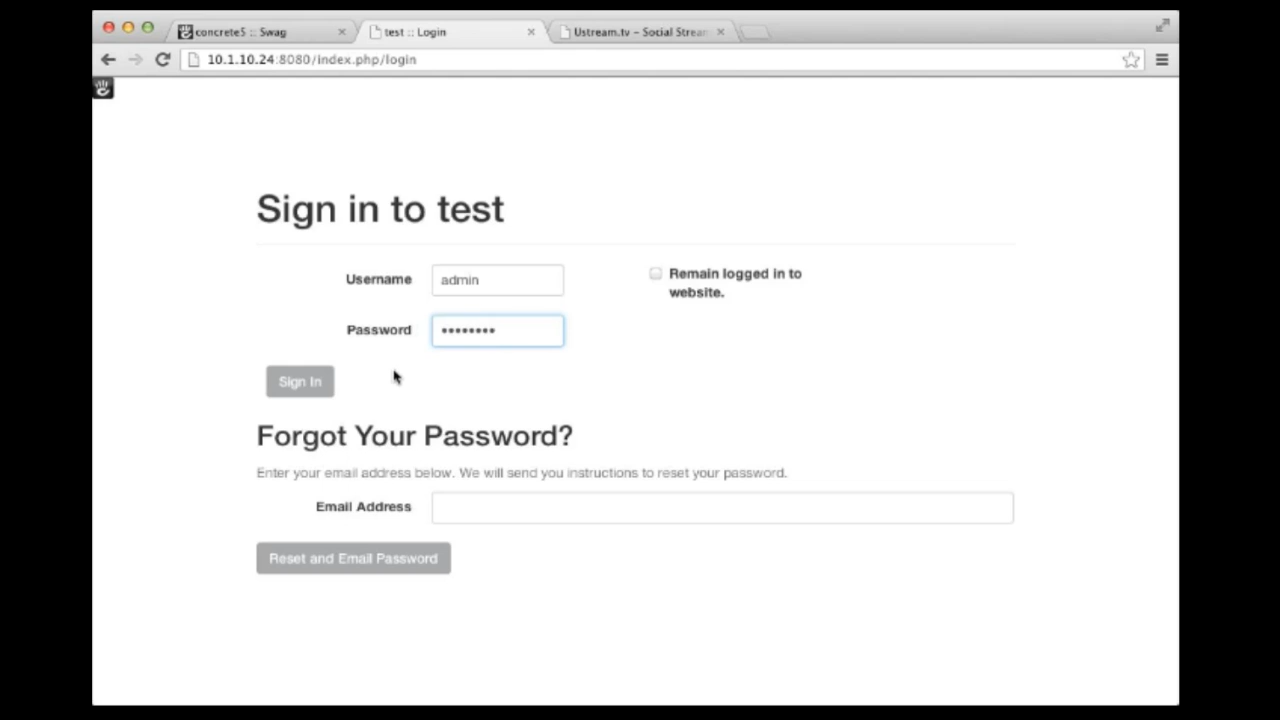 concrete5 :: Swag
test :: Login
Ustream.tv – Social Stream
10.1.10.24:8080/index.php/login
Sign in to test
Username
admin
Remain logged in to
website.
Password
••••••••
Sign In
Forgot Your Password?
Enter your email address below. We will send you instructions to reset your password.
Email Address
Reset and Email Password